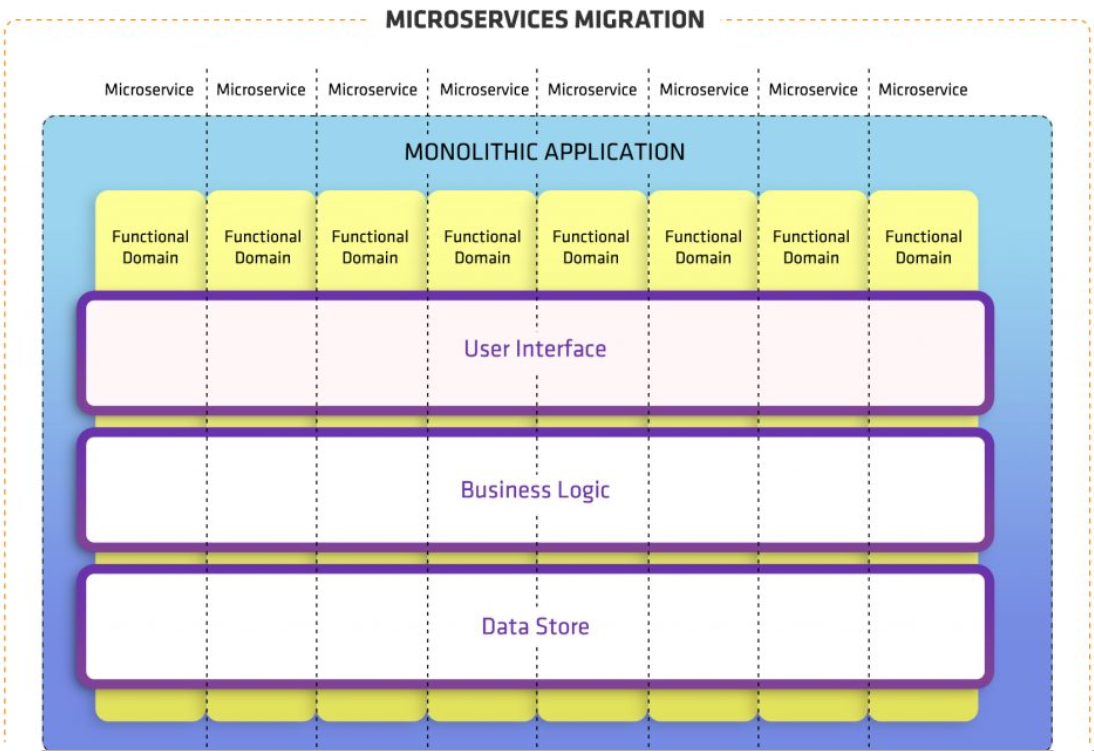 MICROSERVICES MIGRATION
Microservice Microservice Microservice Microservice Microservice Microservice Microservice Microservice
MONOLITHIC APPLICATION
Functional Functional Functional Functional Functional Functional Functional Functional
Domain Domain Domain Domain Domain Domain Domain Domain
User Interface
Business Logic
Data Store